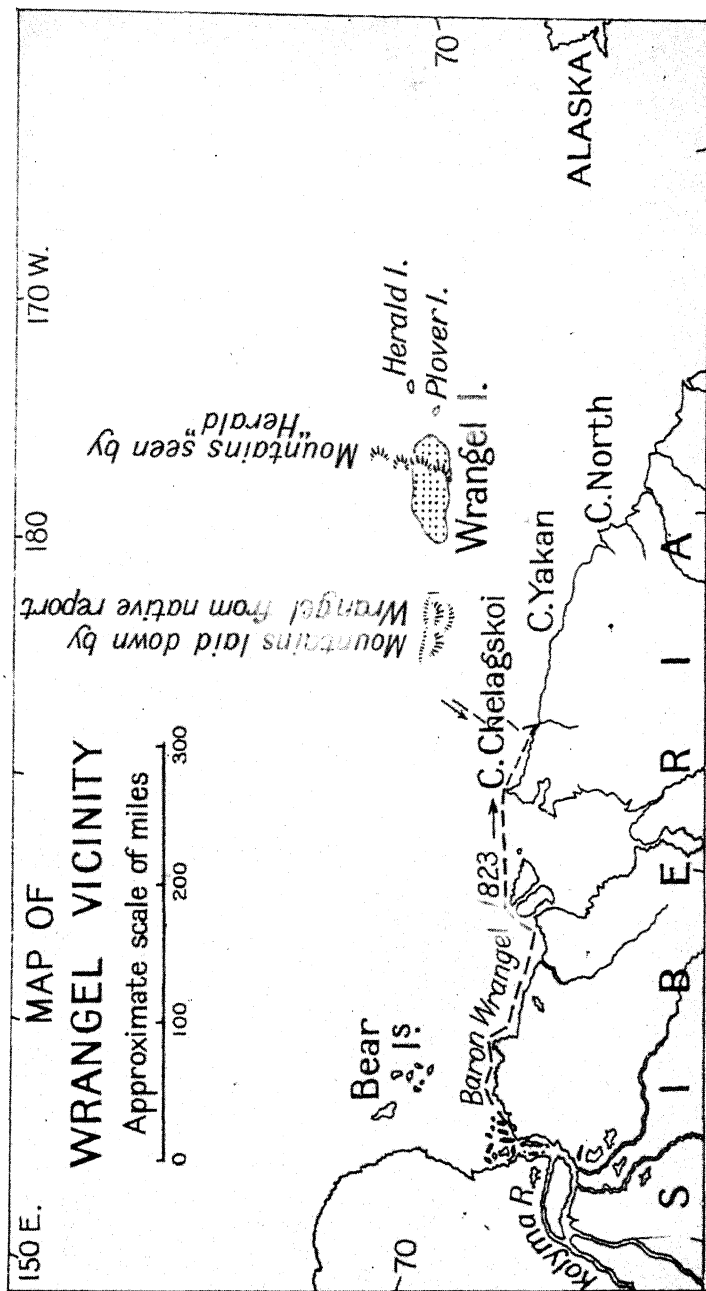 MAP OF
WRANGEL VICINITY
Approximate scale of miles
0 100 200 300
150 E.
180
170 W.
70
70
Mountains laid down by
Wrangel from native report
Mountains seen by
"Herald"
Herald I.
Plover I.
Wrangel I.
ALASKA
Bear
Is.
Baron Wrangel 1823
C. Chelagskoi
C. Yakan
C. North
Kolyma R.
SIBERIA